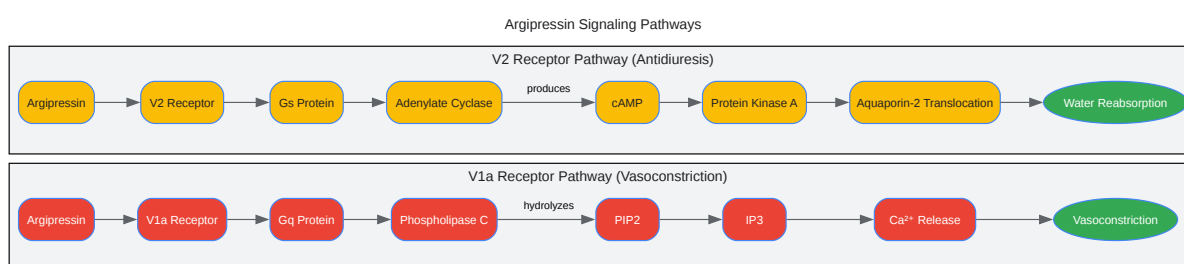 Argipressin Signaling Pathways
V2 Receptor Pathway (Antidiuresis)
Argipressin
V2 Receptor
Gs Protein
Adenylate Cyclase
produces
cAMP
Protein Kinase A
Aquaporin-2 Translocation
Water Reabsorption
V1a Receptor Pathway (Vasoconstriction)
Argipressin
V1a Receptor
Gq Protein
Phospholipase C
hydrolyzes
PIP2
IP3
Ca²⁺ Release
Vasoconstriction